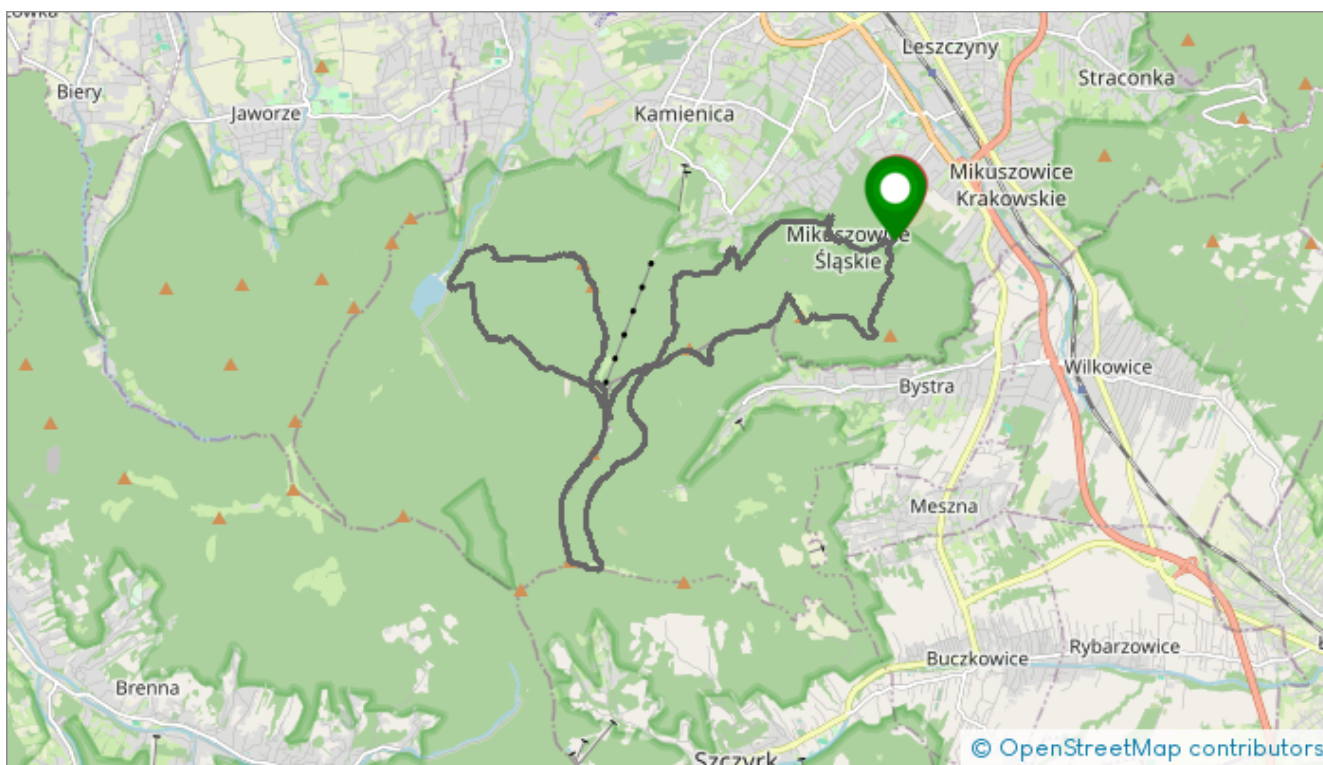 Leszczyny
Biery
Straconka
Jaworze
Kamienica
Mikuszowice
Krakowskie
Mikuszowice
Śląskie
Wilkowice
Bystra
Meszna
Rybarzowice
Buczkowice
Brenna
Szczyrk
© OpenStreetMap contributors